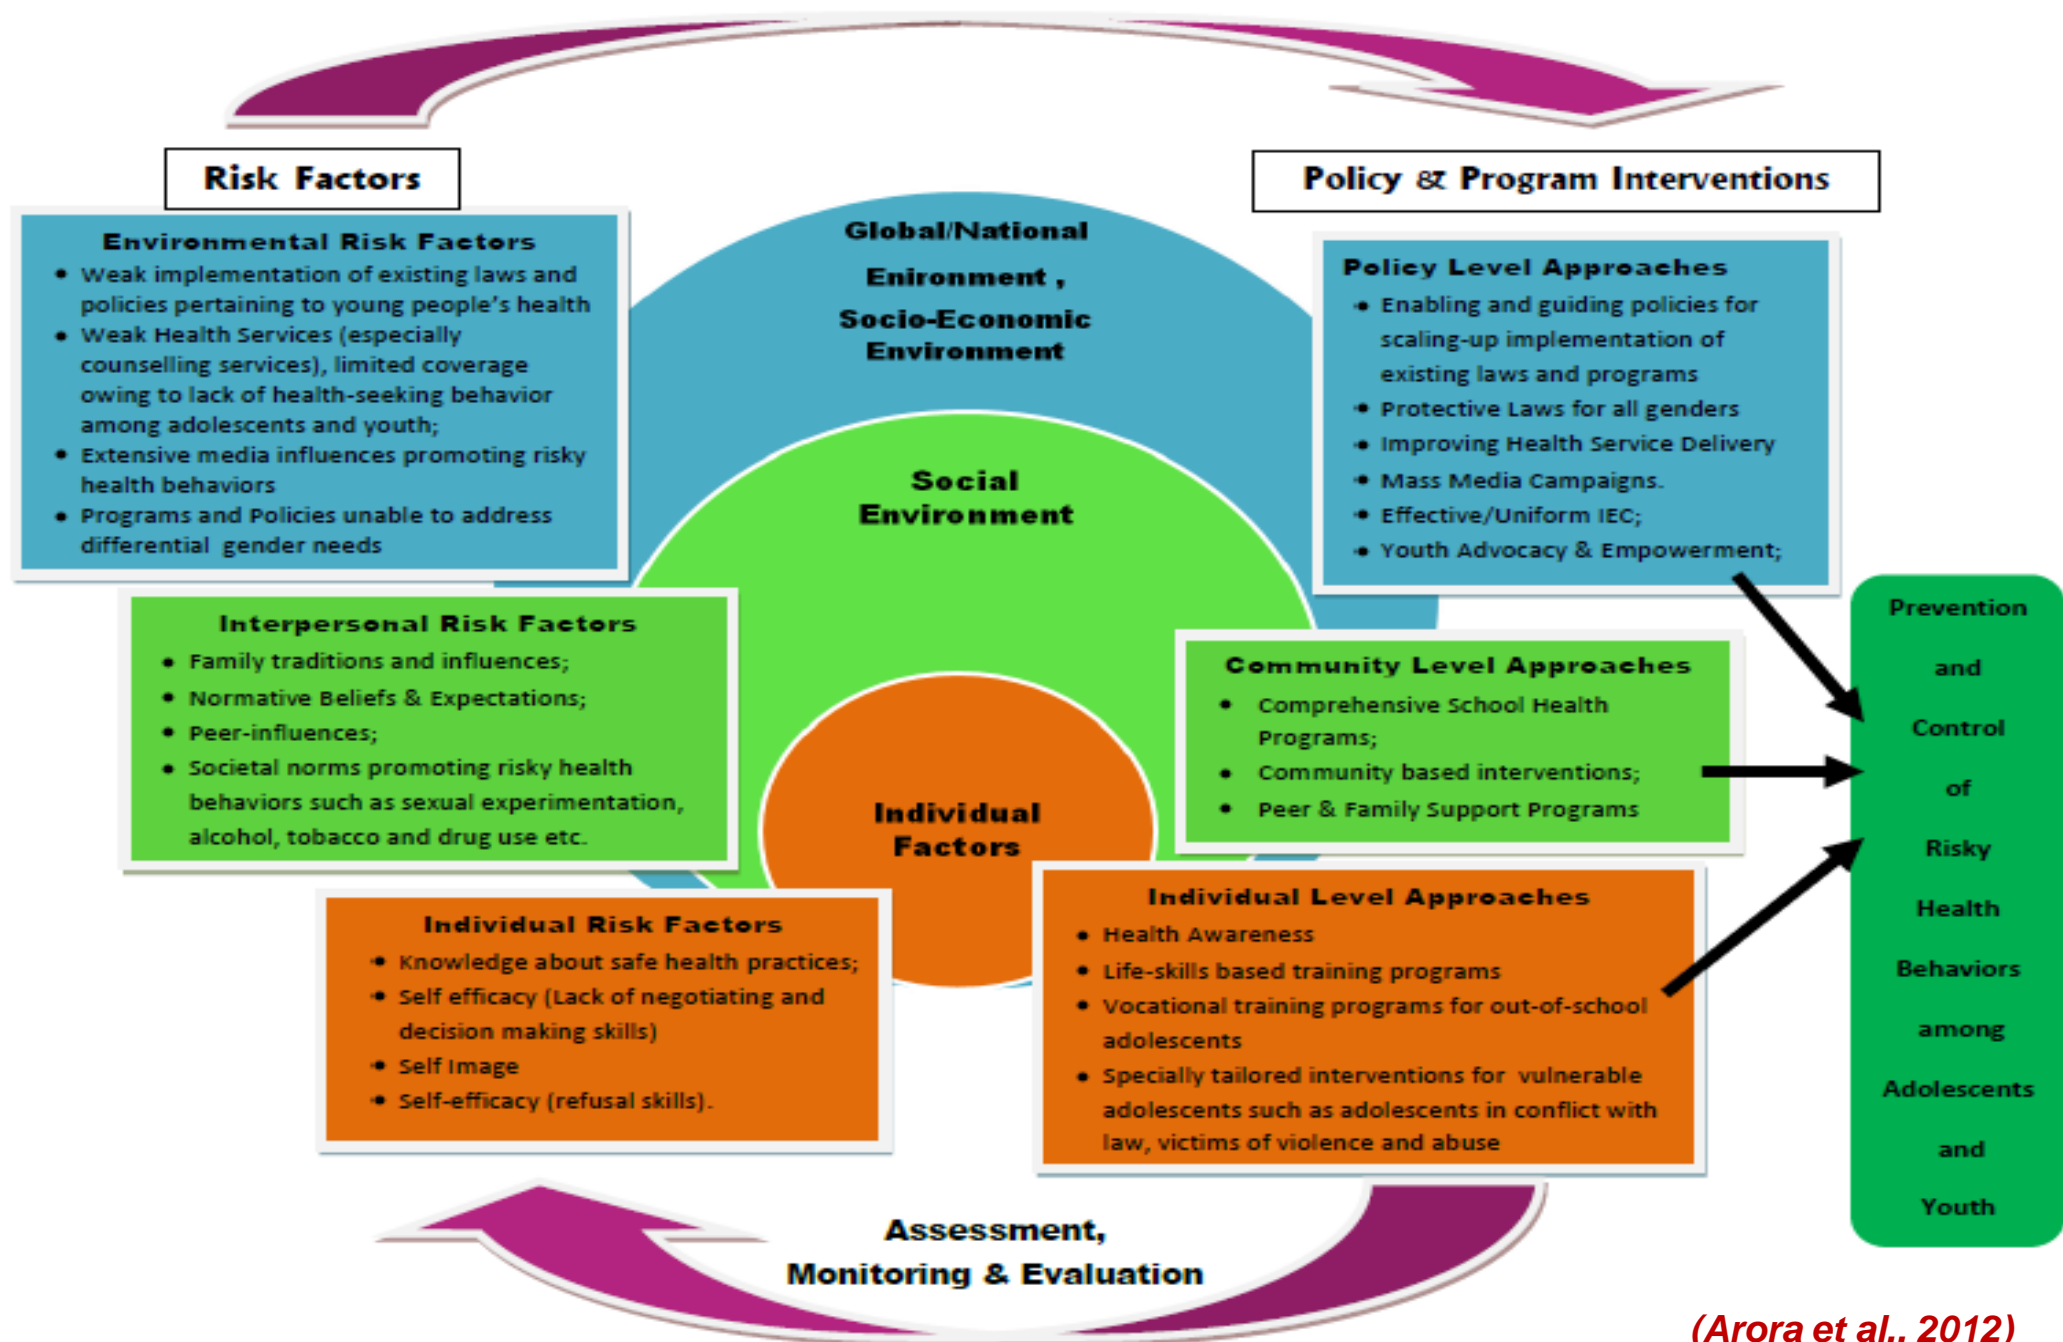 Risk Factors
Environmental Risk Factors
• Weak implementation of existing laws and
policies pertaining to young people's health
• Weak Health Services (especially
counselling services), limited coverage
owing to lack of health-seeking behavior
among adolescents and youth;
• Extensive media influences promoting risky
health behaviors
• Programs and Policies unable to address
differential gender needs
Interpersonal Risk Factors
• Family traditions and influences;
• Normative Beliefs & Expectations;
• Peer-influences;
• Societal norms promoting risky health
behaviors such as sexual experimentation,
alcohol, tobacco and drug use etc.
Individual Risk Factors
• Knowledge about safe health practices;
• Self efficacy (Lack of negotiating and
decision making skills)
• Self Image
• Self-efficacy (refusal skills).
Global/National
Enironment ,
Socio-Economic
Environment
Social
Environment
Individual
Factors
Policy & Program Interventions
Policy Level Approaches
• Enabling and guiding policies for
scaling-up implementation of
existing laws and programs
• Protective Laws for all genders
• Improving Health Service Delivery
• Mass Media Campaigns.
• Effective/Uniform IEC;
• Youth Advocacy & Empowerment;
Community Level Approaches
• Comprehensive School Health
Programs;
• Community based interventions;
• Peer & Family Support Programs
Individual Level Approaches
• Health Awareness
• Life-skills based training programs
• Vocational training programs for out-of-school
adolescents
• Specially tailored interventions for vulnerable
adolescents such as adolescents in conflict with
law, victims of violence and abuse
Prevention
and
Control
of
Risky
Health
Behaviors
among
Adolescents
and
Youth
Assessment,
Monitoring & Evaluation
(Arora et al., 2012)